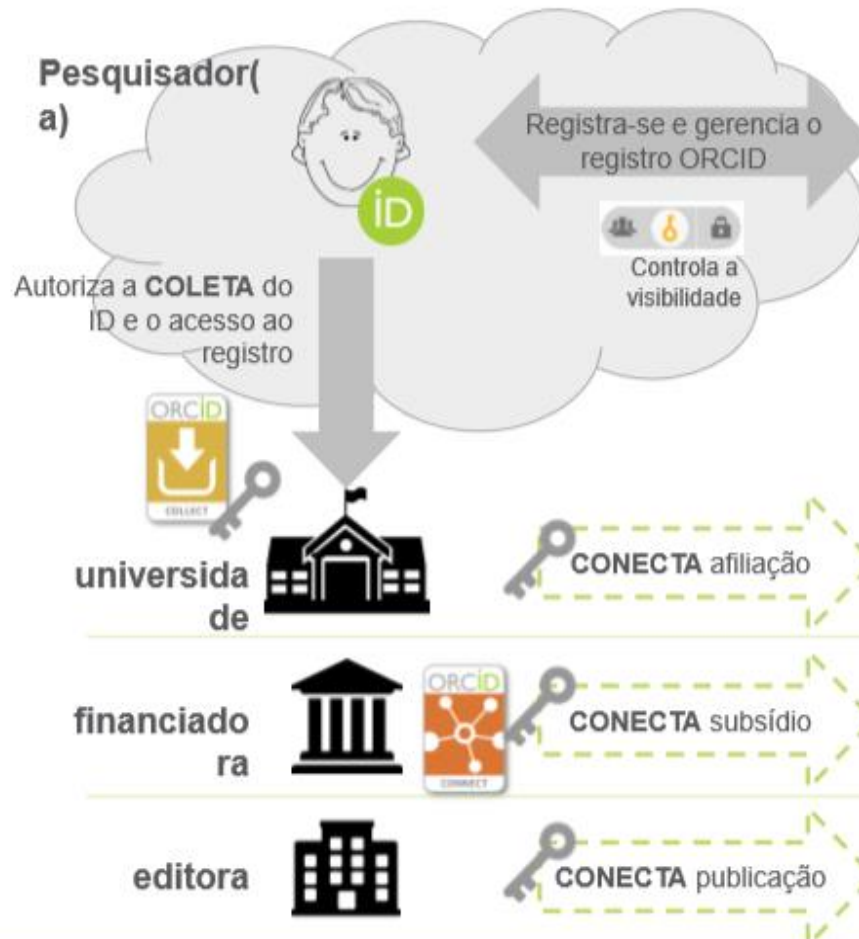 Pesquisador(
a)
Registra-se e gerencia o
registro ORCID
iD
Controla a
visibilidade
Autoriza a COLETA do
ID e o acesso ao
registro
ORCiD
COLLECT
universida
de
CONECTA afiliação
financiado
ra
ORCiD
CONNECT
CONECTA subsídio
editora
CONECTA publicação